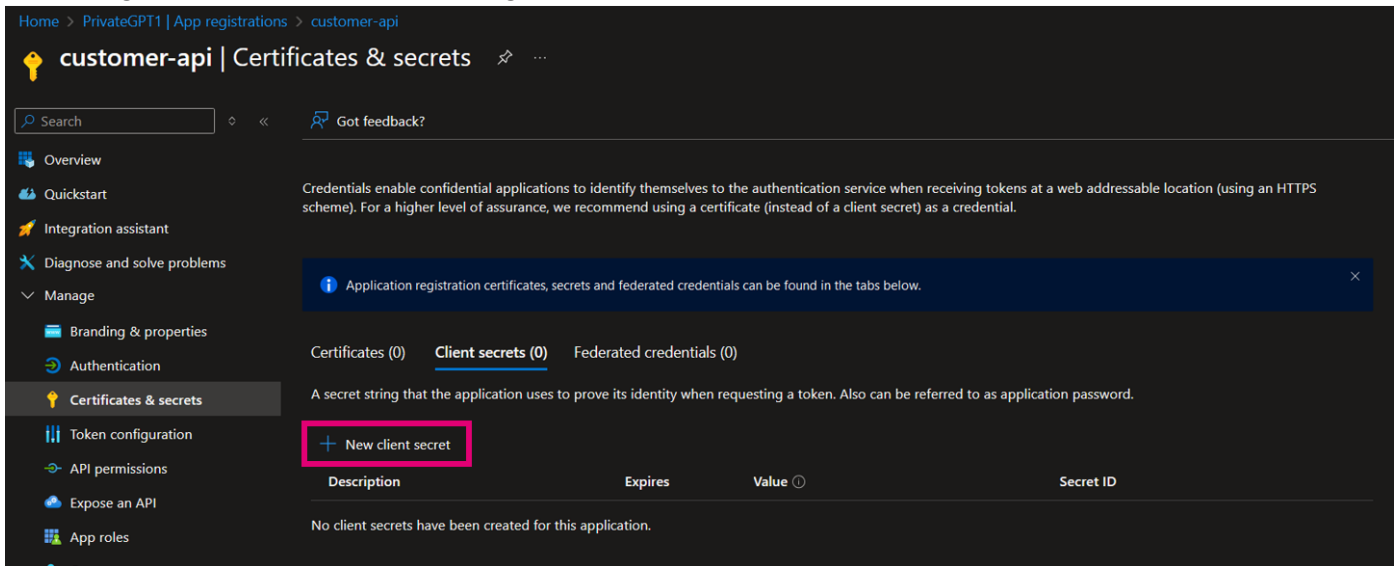 Home > PrivateGPT1 | App registrations > customer-api
customer-api | Certificates & secrets
Search
Got feedback?
Overview
Quickstart
Integration assistant
Diagnose and solve problems
Manage
Branding & properties
Authentication
Certificates & secrets
Token configuration
API permissions
Expose an API
App roles
Credentials enable confidential applications to identify themselves to the authentication service when receiving tokens at a web addressable location (using an HTTPS
scheme). For a higher level of assurance, we recommend using a certificate (instead of a client secret) as a credential.
Application registration certificates, secrets and federated credentials can be found in the tabs below.
Certificates (0) Client secrets (0) Federated credentials (0)
A secret string that the application uses to prove its identity when requesting a token. Also can be referred to as application password.
New client secret
Description Expires Value Secret ID
No client secrets have been created for this application.